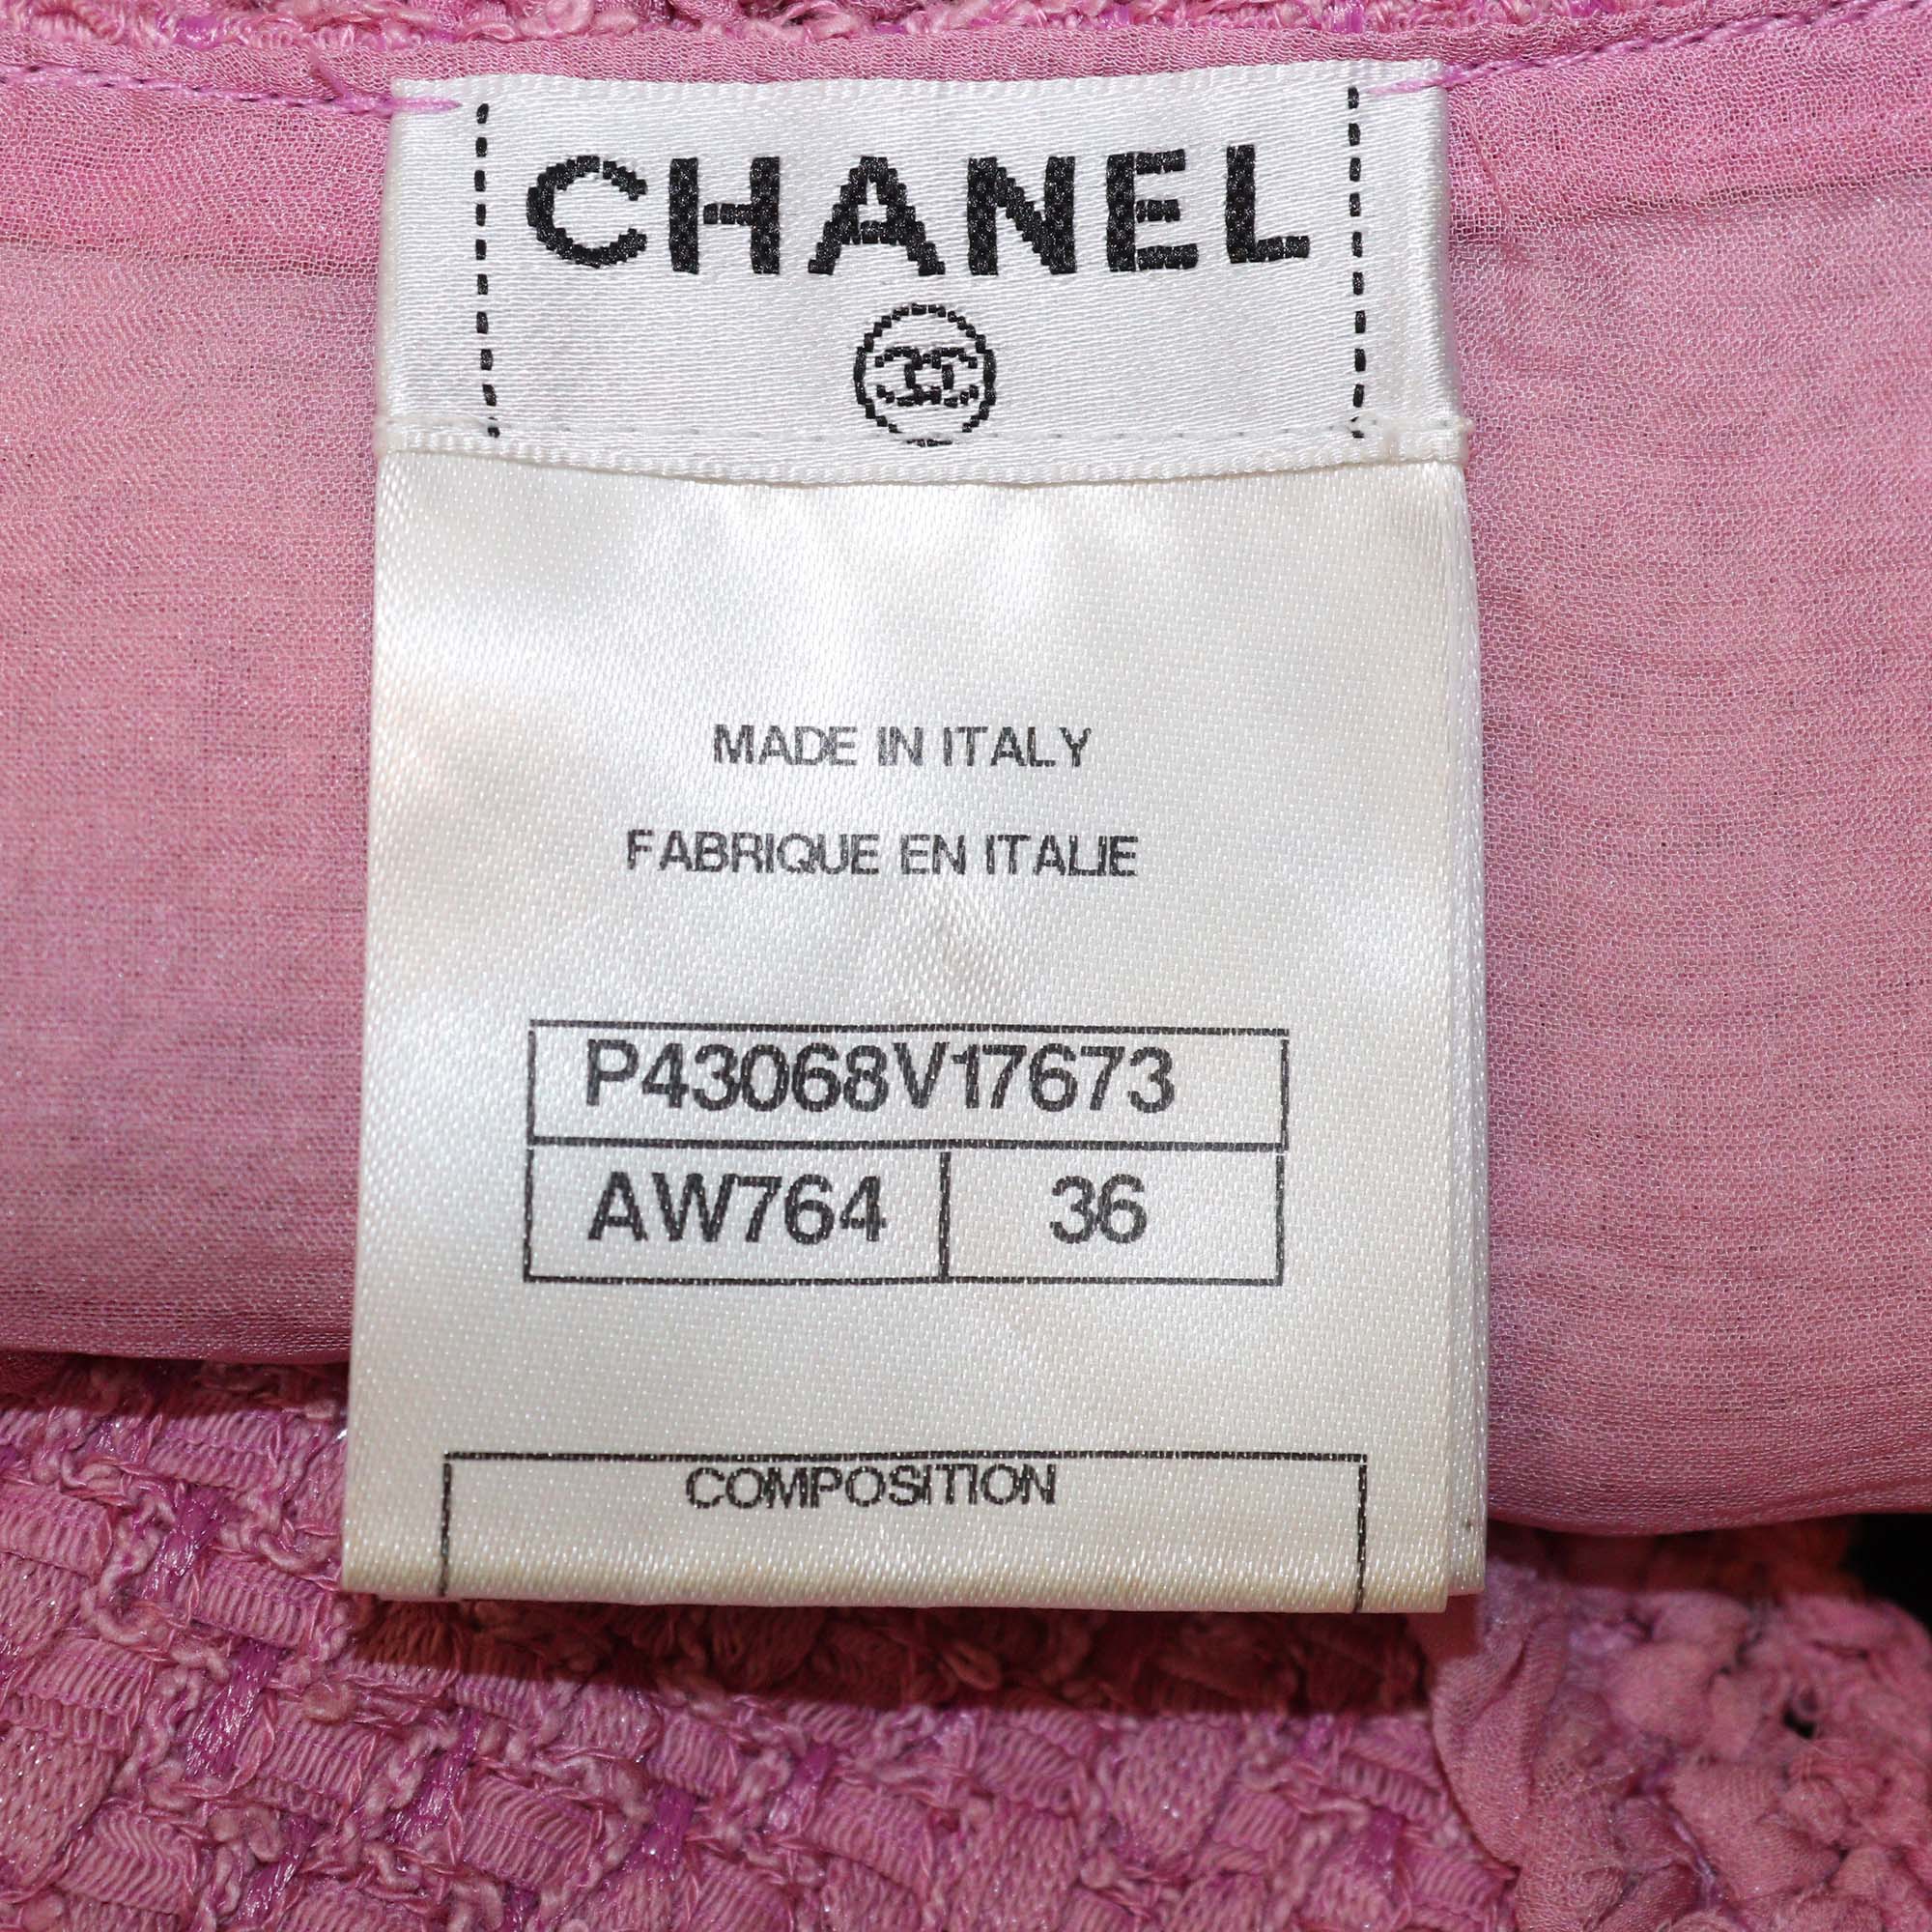 CHANEL
MADE IN ITALY
FABRIQUE EN ITALIE
P43068V17673
AW764 36
COMPOSITION